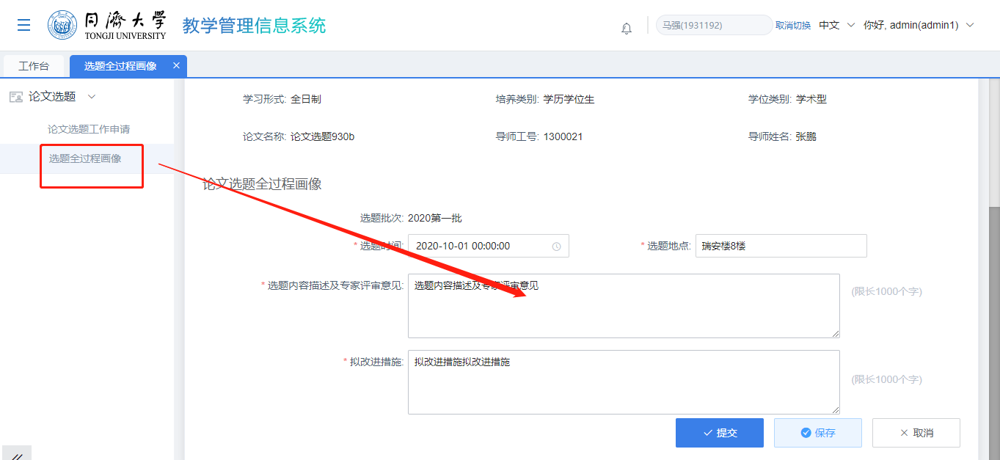 同濟大学
TONGJI UNIVERSITY
教学管理信息系统
马强(1931192)
取消切换
中文
你好, admin(admin1)
工作台
选题全过程画像
论文选题
论文选题工作申请
选题全过程画像
学习形式: 全日制
培养类别: 学历学位生
学位类别: 学术型
论文名称: 论文选题930b
导师工号: 1300021
导师姓名: 张鹏
论文选题全过程画像
选题批次: 2020第一批
* 选题时间: 2020-10-01 00:00:00
* 选题地点: 瑞安楼8楼
* 选题内容描述及专家评审意见: 选题内容描述及专家评审意见
(限长1000个字)
* 拟改进措施: 拟改进措施拟改进措施
(限长1000个字)
提交
保存
取消